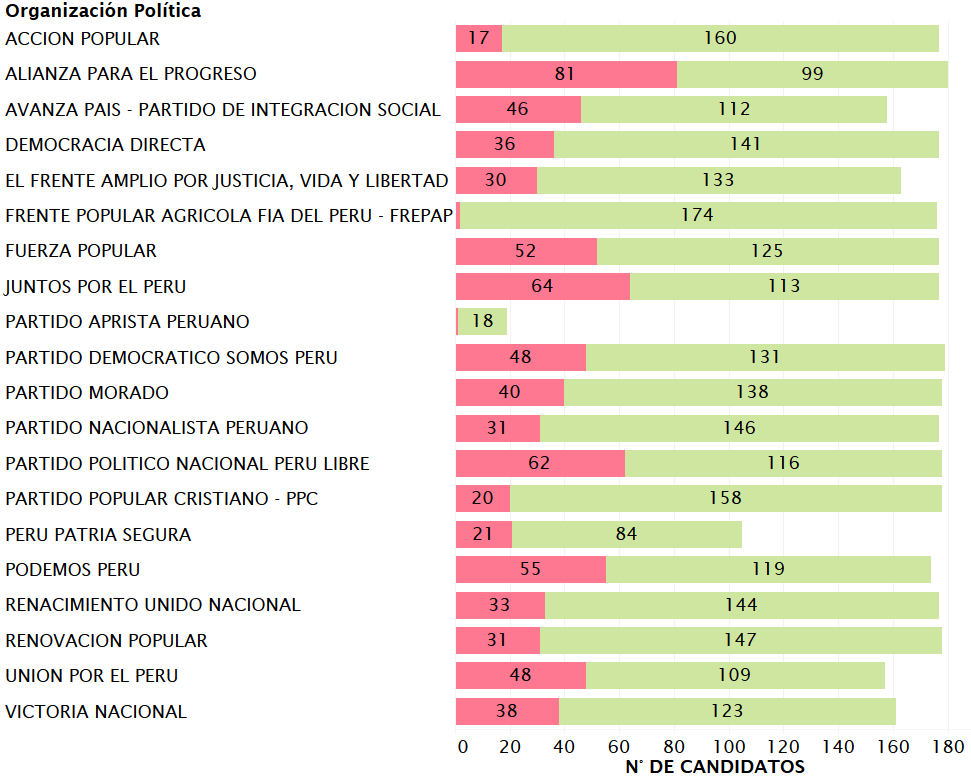 Organización Política
ACCION POPULAR 17 160
ALIANZA PARA EL PROGRESO 81 99
AVANZA PAIS - PARTIDO DE INTEGRACION SOCIAL 46 112
DEMOCRACIA DIRECTA 36 141
EL FRENTE AMPLIO POR JUSTICIA, VIDA Y LIBERTAD 30 133
FRENTE POPULAR AGRICOLA FIA DEL PERU - FREPAP 174
FUERZA POPULAR 52 125
JUNTOS POR EL PERU 64 113
PARTIDO APRISTA PERUANO 18
PARTIDO DEMOCRATICO SOMOS PERU 48 131
PARTIDO MORADO 40 138
PARTIDO NACIONALISTA PERUANO 31 146
PARTIDO POLITICO NACIONAL PERU LIBRE 62 116
PARTIDO POPULAR CRISTIANO - PPC 20 158
PERU PATRIA SEGURA 21 84
PODEMOS PERU 55 119
RENACIMIENTO UNIDO NACIONAL 33 144
RENOVACION POPULAR 31 147
UNION POR EL PERU 48 109
VICTORIA NACIONAL 38 123
0 20 40 60 80 100 120 140 160 180
N° DE CANDIDATOS